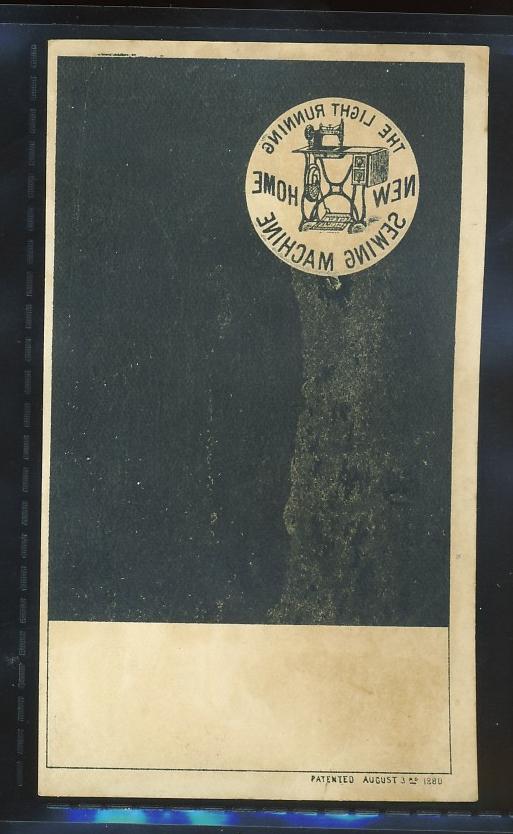 THE LIGHT RUNNING
NEW HOME
SEWING MACHINE
PATENTED AUGUST 3RD 1880